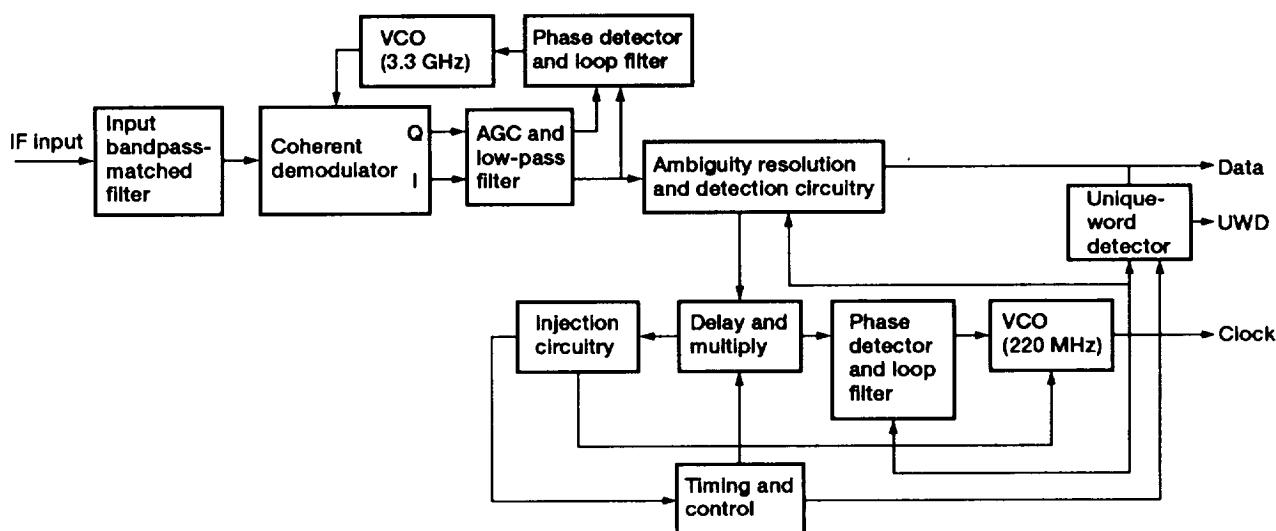 VCO
(3.3 GHz)
Phase detector
and loop filter
IF input
Input
bandpass-
matched
filter
Coherent
demodulator
Q
I
AGC and
low-pass
filter
Ambiguity resolution
and detection circuitry
Data
Unique-
word
detector
UWD
Injection
circuitry
Delay and
multiply
Phase
detector
and loop
filter
VCO
(220 MHz)
Clock
Timing and
control